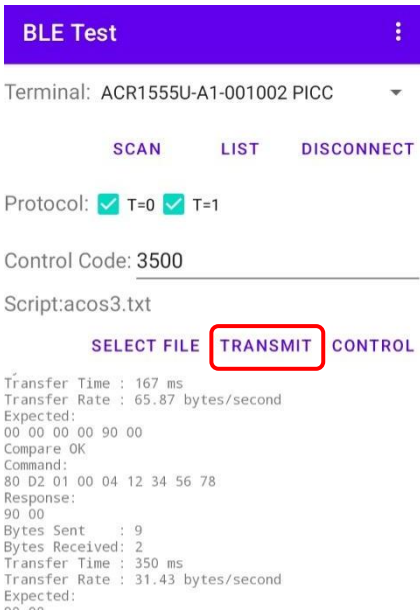 BLE Test
Terminal: ACR1555U-A1-001002 PICC
SCAN LIST DISCONNECT
Protocol: T=0 T=1
Control Code: 3500
Script:acos3.txt
SELECT FILE TRANSMIT CONTROL
Transfer Time : 167 ms
Transfer Rate : 65.87 bytes/second
Expected:
00 00 00 00 90 00
Compare OK
Command:
80 D2 01 00 04 12 34 56 78
Response:
90 00
Bytes Sent    : 9
Bytes Received: 2
Transfer Time : 350 ms
Transfer Rate : 31.43 bytes/second
Expected:
90 00